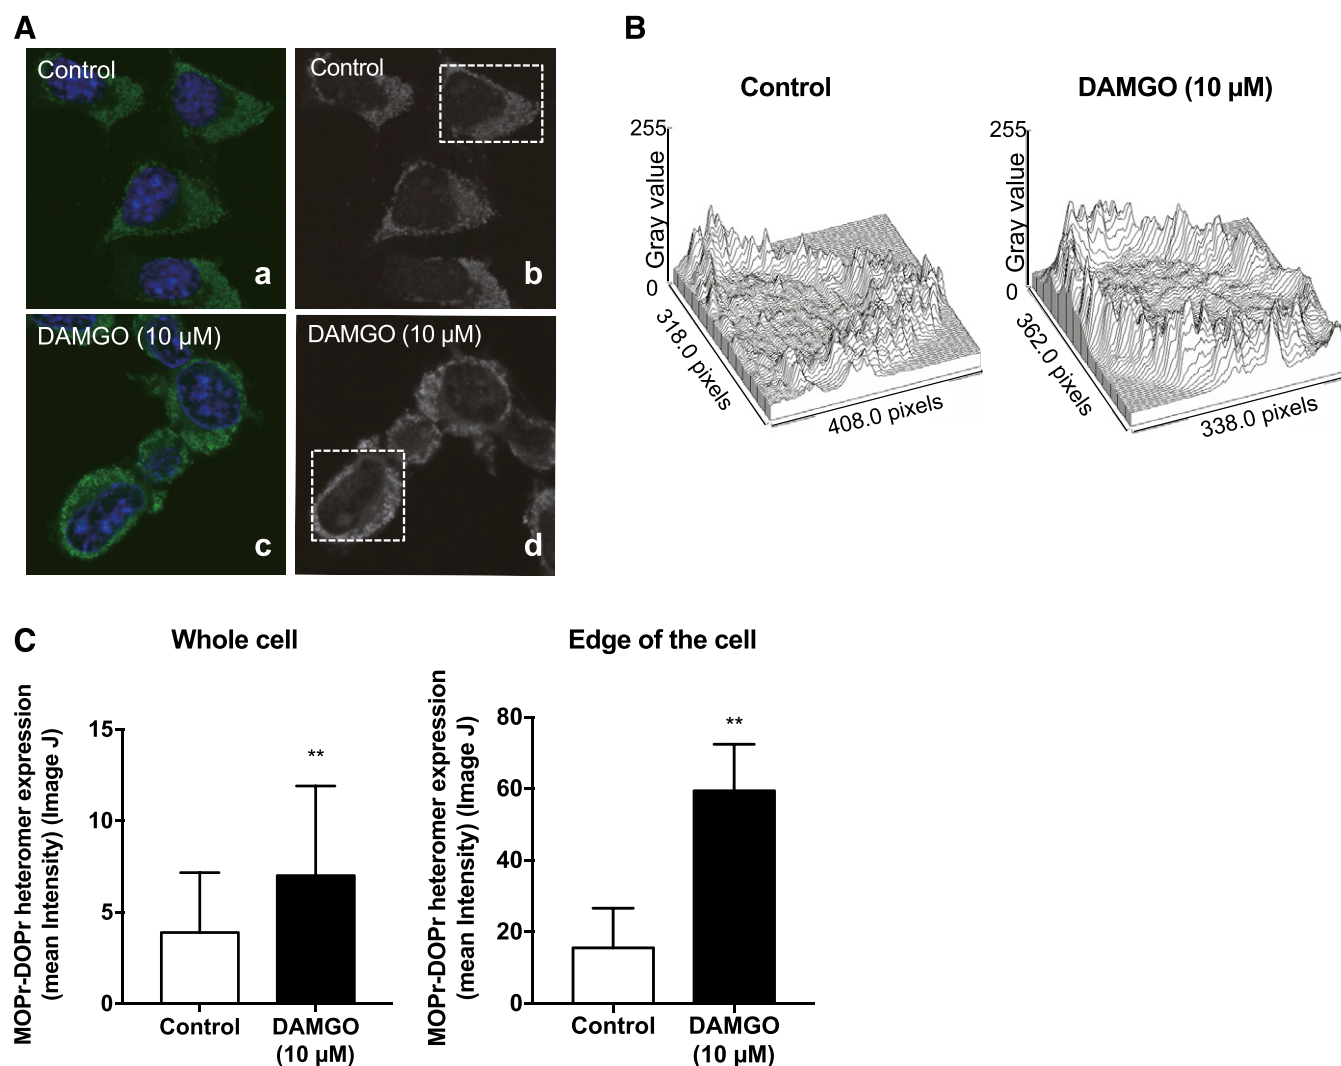 A
Control
a
Control
b
DAMGO (10 µM)
c
DAMGO (10 µM)
d
B
Control
255
Gray value
0
318.0 pixels
408.0 pixels
DAMGO (10 µM)
255
Gray value
0
362.0 pixels
338.0 pixels
C
Whole cell
MOPr-DOPr heteromer expression
(mean Intensity) (Image J)
15
10
5
0
**
Control
DAMGO
(10 µM)
Edge of the cell
MOPr-DOPr heteromer expression
(mean Intensity) (Image J)
80
60
40
20
0
**
Control
DAMGO
(10 µM)